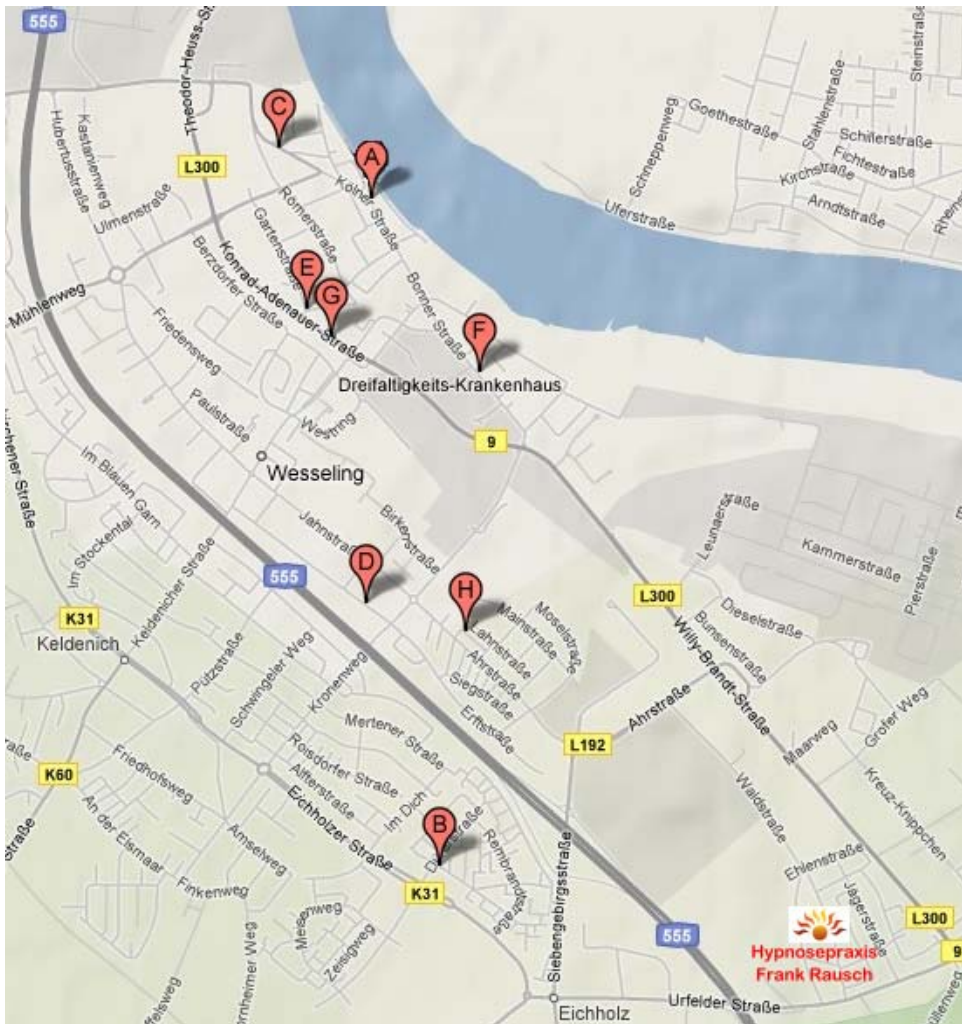 555
Theodor-Heuss-St
Steinstraße
Hubertusstraße
Kastanienweg
C
Goethestraße
Stahlenstraße
Schneppenweg
Schillerstraße
L300
A
Fichtestraße
Kirchstraße
Kölner Straße
Ulmenstraße
Römerstraße
Uferstraße
Arndtstraße
Gartenstraße
Konrad-Adenauer-Straße
Berzdorfer Straße
E
G
Mühlenweg
Bonner Straße
F
Friedensweg
Dreifaltigkeits-Krankenhaus
Paulstraße
Westring
9
Wesseling
Im Blauen Garn
Birkenstraße
Leunaerstraße
Im Stockental
Jahnstraße
Kammerstraße
Pierstraße
Keldenicher Straße
D
555
H
L300
K31
Keldenich
Lahnstraße
Mainstraße
Moselstraße
Dieselstraße
Bunsenstraße
Willy-Brandt-Straße
Ahrstraße
Siegstraße
Pützstraße
Schwingeler Weg
Kronenweg
Erftstraße
Ahrstraße
Grofer Weg
Mertener Straße
L192
Maarweg
K60
Friedhofsweg
Roisdorfer Straße
Alfterstraße
Im Dich
Eichholzer Straße
An der Elsmaar
Amselweg
B
Rembrandtstraße
Waldstraße
Kreuz-Knippchen
Finkenweg
K31
Ehlenstraße
Jägerstraße
Meisenweg
Zeisigweg
Siebengebirgsstraße
555
L300
9
Hypnosepraxis
Frank Rausch
Eichholz
Urfelder Straße